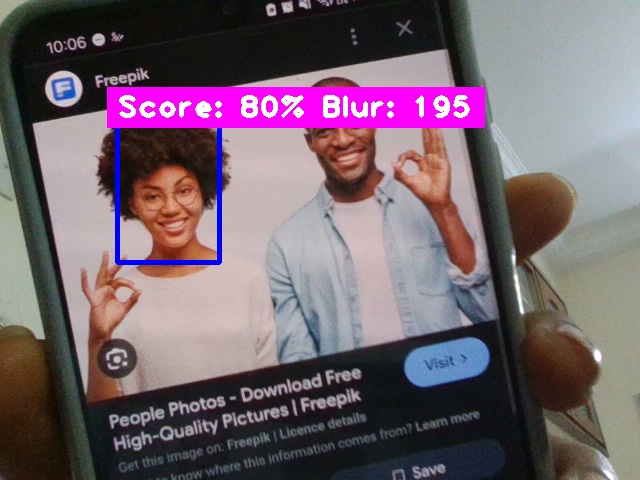 10:06
Freepik
Score: 80% Blur: 195
Visit >
People Photos - Download Free
High-Quality Pictures | Freepik
Get this image on: Freepik | Licence details
to know where this information comes from? Learn more
Save